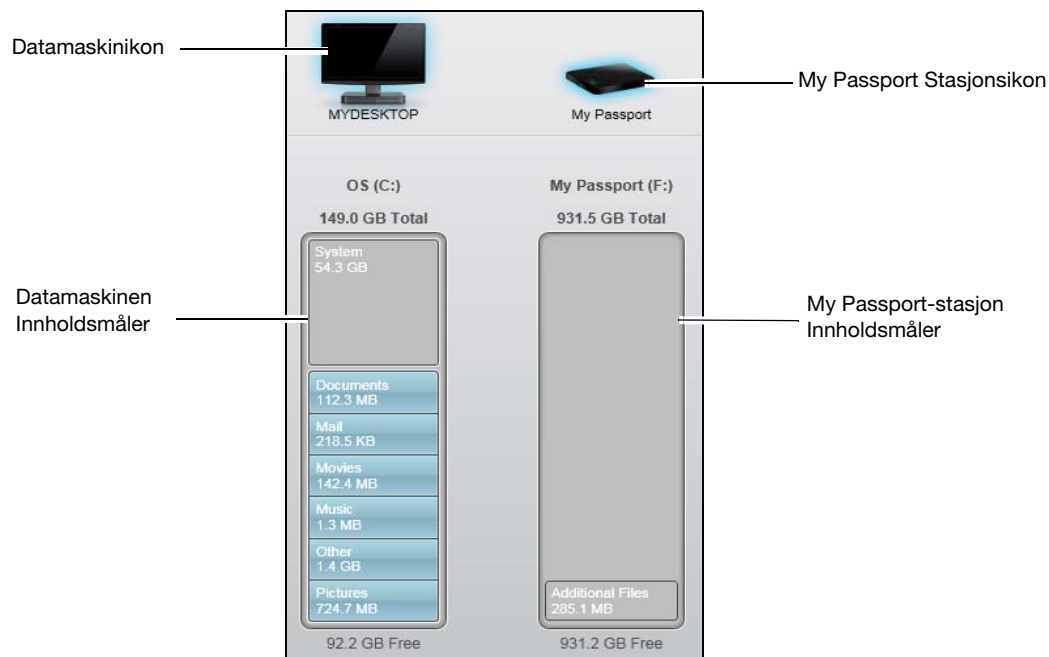 Datamaskinikon
My Passport Stasjonsikon
MYDESKTOP
My Passport
OS (C:)
My Passport (F:)
149.0 GB Total
931.5 GB Total
System
54.3 GB
Datamaskinen
Innholdsmåler
My Passport-stasjon
Innholdsmåler
Documents
112.3 MB
Mail
218.5 KB
Movies
142.4 MB
Music
1.3 MB
Other
1.4 GB
Pictures
724.7 MB
Additional Files
285.1 MB
92.2 GB Free
931.2 GB Free